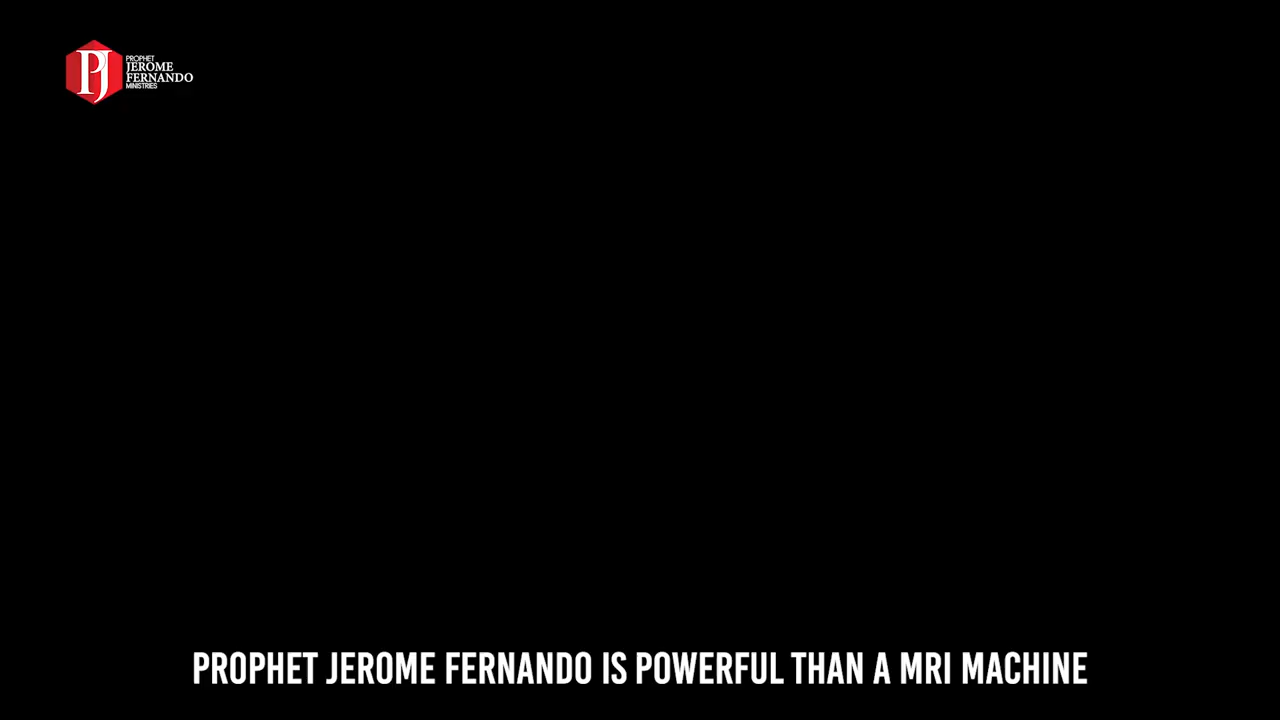 PJ
PROPHET
JEROME
FERNANDO
MINISTRIES
PROPHET JEROME FERNANDO IS POWERFUL THAN A MRI MACHINE